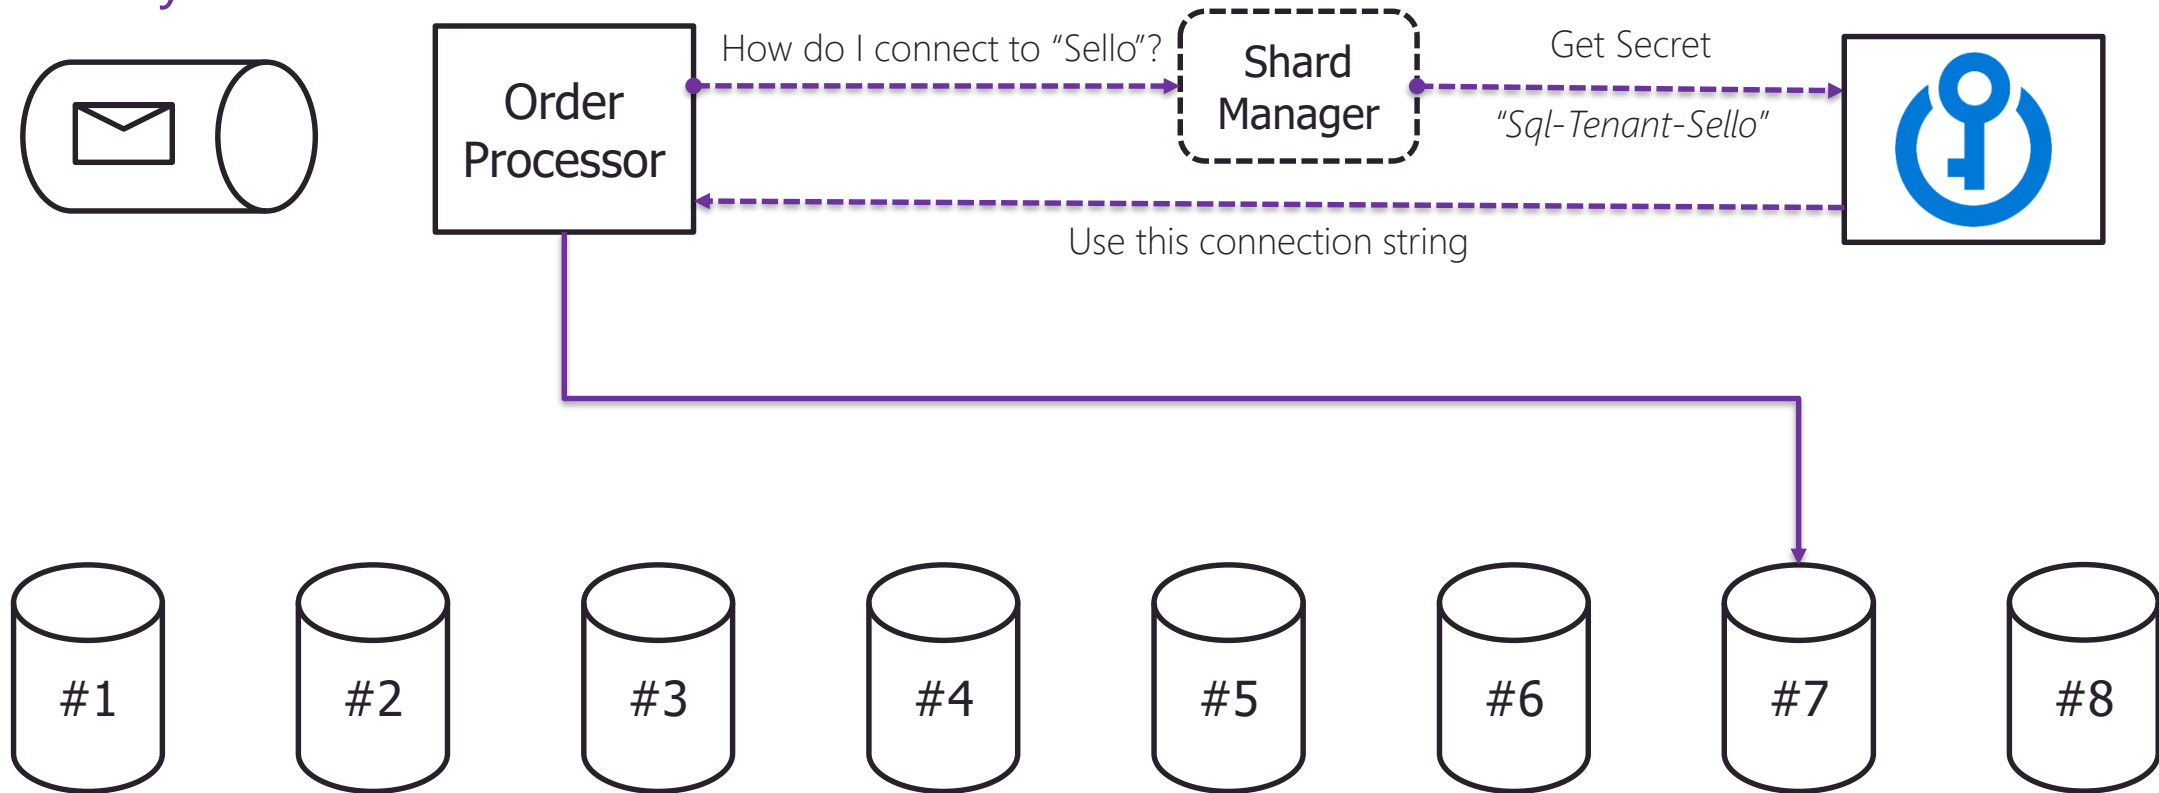 How do I connect to “Sello”?
Get Secret
Order
Processor
Shard
Manager
“Sql-Tenant-Sello”
Use this connection string
#1
#2
#3
#4
#5
#6
#7
#8